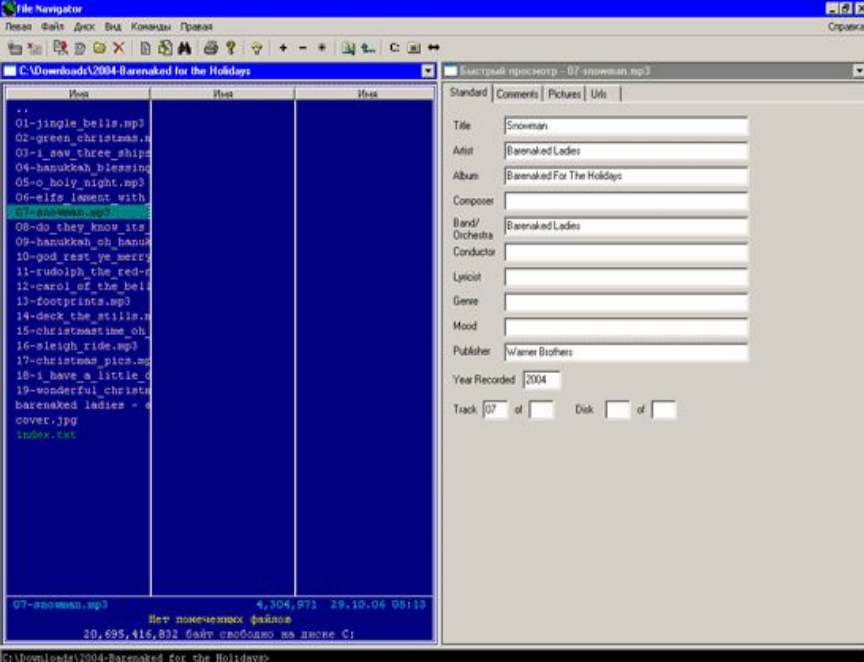 File Navigator
Левая Файл Диск Вид Команды Правая Справка
C:
C:\Downloads\2004-Barenaked for the Holidays
Быстрый просмотр - 07-snowman.mp3
Имя Имя Имя
Standard Comments Pictures Urls
..
01-jingle_bells.mp3
02-green_christmas.m
03-i_saw_three_ships
04-hanukkah_blessing
05-o_holy_night.mp3
06-elfs_lament_with_
07-snowman.mp3
08-do_they_know_its_
09-hanukkah_oh_hanuk
10-god_rest_ye_merry
11-rudolph_the_red-n
12-carol_of_the_bell
13-footprints.mp3
14-deck_the_stills.m
15-christmastime_oh_
16-sleigh_ride.mp3
17-christmas_pics.mp
18-i_have_a_little_d
19-wonderful_christm
barenaked ladies -
cover.jpg
index.txt
07-snowman.mp3 4,304,971 29.10.06 05:13
Нет помеченных файлов
20,695,416,832 байт свободно на диске C:
Title Snowman
Artist Barenaked Ladies
Album Barenaked For The Holidays
Composer
Band/
Orchestra Barenaked Ladies
Conductor
Lyricist
Genre
Mood
Publisher Warner Brothers
Year Recorded 2004
Track 07 of Disk of
C:\Downloads\2004-Barenaked for the Holidays>